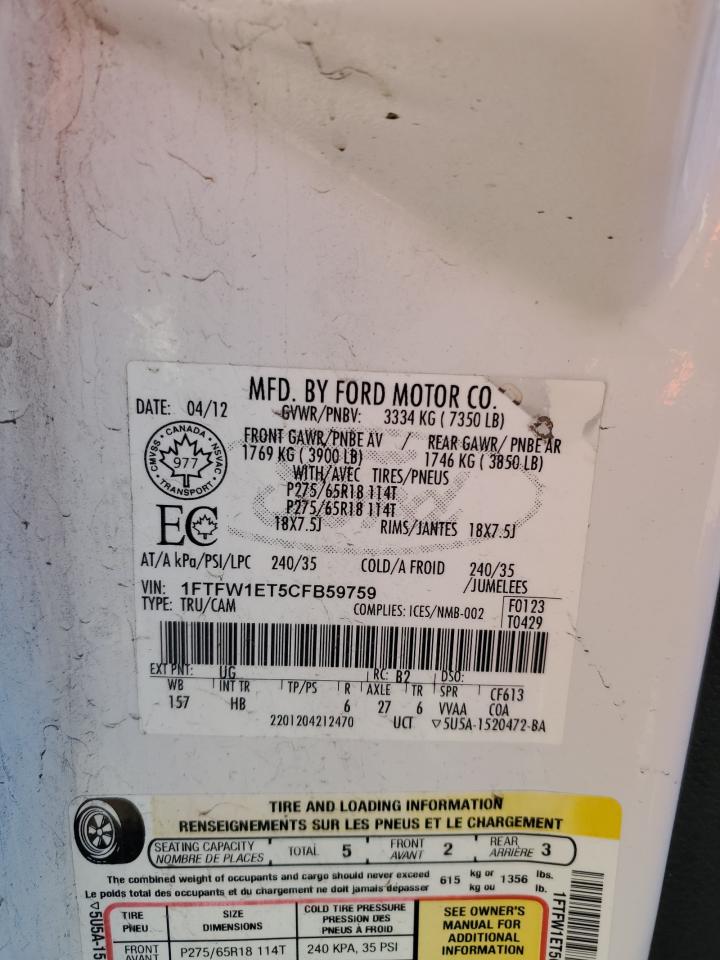 MFD. BY FORD MOTOR CO.
DATE: 04/12 GVWR/PNBV: 3334 KG ( 7350 LB)
FRONT GAWR/PNBE AV / REAR GAWR/ PNBE AR
1769 KG ( 3900 LB) 1746 KG ( 3850 LB)
WITH/AVEC TIRES/PNEUS
P275/65R18 114T
P275/65R18 114T
18X7.5J RIMS/JANTES 18X7.5J
CMVSS • CANADA • NSVAC
977
• TRANSPORT •
EC
AT/A kPa/PSI/LPC 240/35 COLD/A FROID 240/35
/JUMELEES
VIN: 1FTFW1ET5CFB59759
TYPE: TRU/CAM COMPLIES: ICES/NMB-002 F0123
T0429
EXT PNT: UG RC: B2 DSO:
WB INT TR TP/PS R AXLE TR SPR CF613
157 HB 6 27 6 VVAA COA
2201204212470 UCT ▽5U5A-1520472-BA
TIRE AND LOADING INFORMATION
RENSEIGNEMENTS SUR LES PNEUS ET LE CHARGEMENT
SEATING CAPACITY
NOMBRE DE PLACES TOTAL 5 FRONT
AVANT 2 REAR
ARRIÈRE 3
The combined weight of occupants and cargo should never exceed 615 kg or 1356 lbs.
Le poids total des occupants et du chargement ne doit jamais dépasser kg ou lb.
▽5U5A-15
1FTFW1ET5
TIRE
PNEU
SIZE
DIMENSIONS
COLD TIRE PRESSURE
PRESSION DES
PNEUS À FROID
SEE OWNER'S
MANUAL FOR
ADDITIONAL
INFORMATION
FRONT
AVANT
P275/65R18 114T 240 KPA, 35 PSI